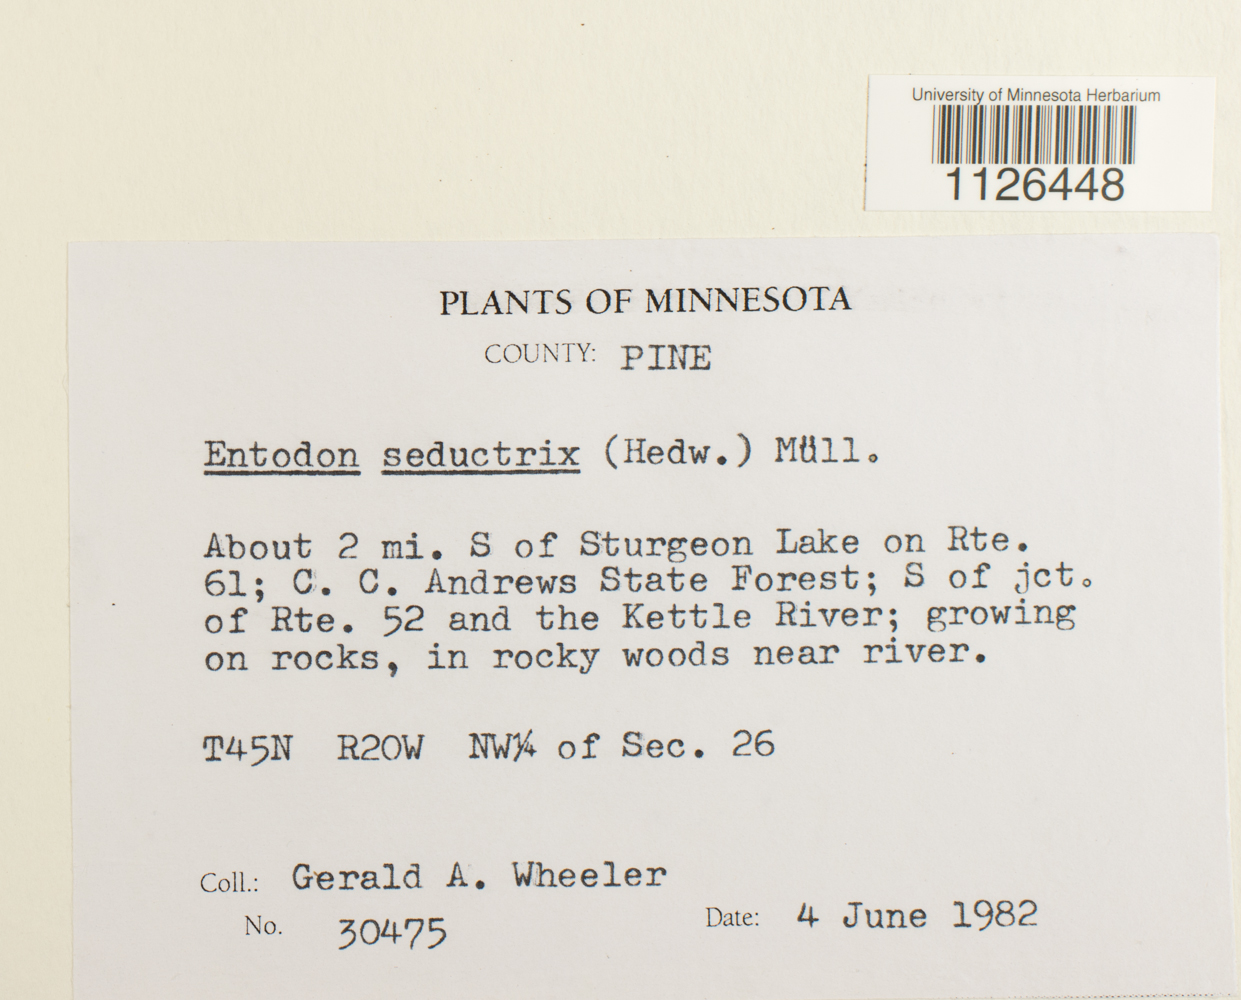 University of Minnesota Herbarium
1126448
PLANTS OF MINNESOTA
COUNTY: PINE
Entodon seductrix (Hedw.) Müll.
About 2 mi. S of Sturgeon Lake on Rte.
61; C. C. Andrews State Forest; S of jct.
of Rte. 52 and the Kettle River; growing
on rocks, in rocky woods near river.
T45N R20W NW¼ of Sec. 26
Coll.: Gerald A. Wheeler
No. 30475 Date: 4 June 1982